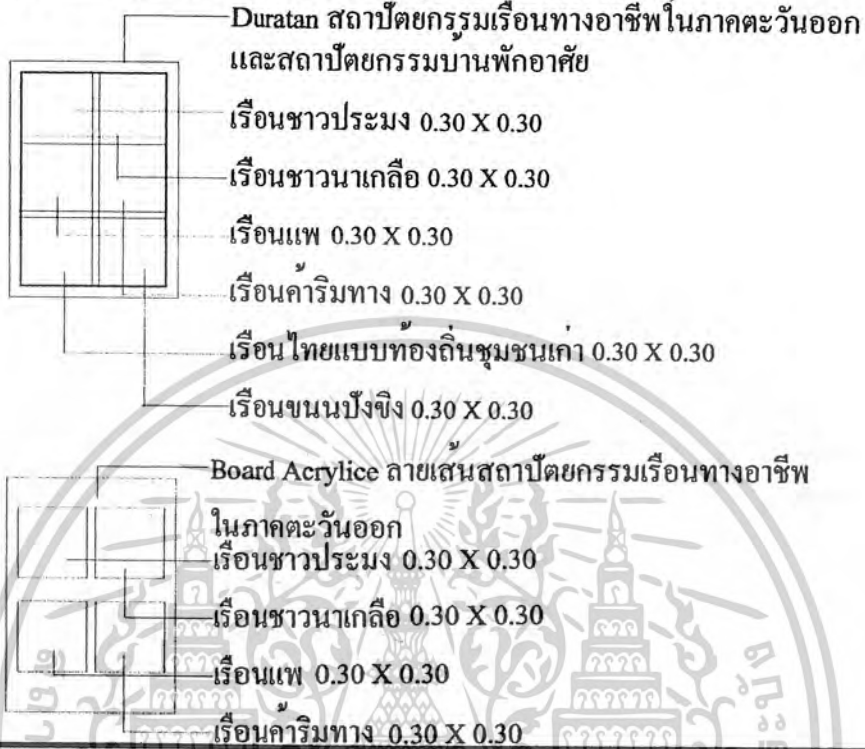 Duratan สถาปัตยกรรมเรือนทางอาชีพในภาคตะวันออก
และสถาปัตยกรรมบ้านพักอาศัย
เรือนชาวประมง 0.30 X 0.30
เรือนชาวนาเกลือ 0.30 X 0.30
เรือนแพ 0.30 X 0.30
เรือนค้าริมทาง 0.30 X 0.30
เรือนไทยแบบท้องถิ่นชุมชนเก่า 0.30 X 0.30
เรือนขนนปังขิง 0.30 X 0.30
Board Acrylice ลายเส้นสถาปัตยกรรมเรือนทางอาชีพ
ในภาคตะวันออก
เรือนชาวประมง 0.30 X 0.30
เรือนชาวนาเกลือ 0.30 X 0.30
เรือนแพ 0.30 X 0.30
เรือนค้าริมทาง 0.30 X 0.30